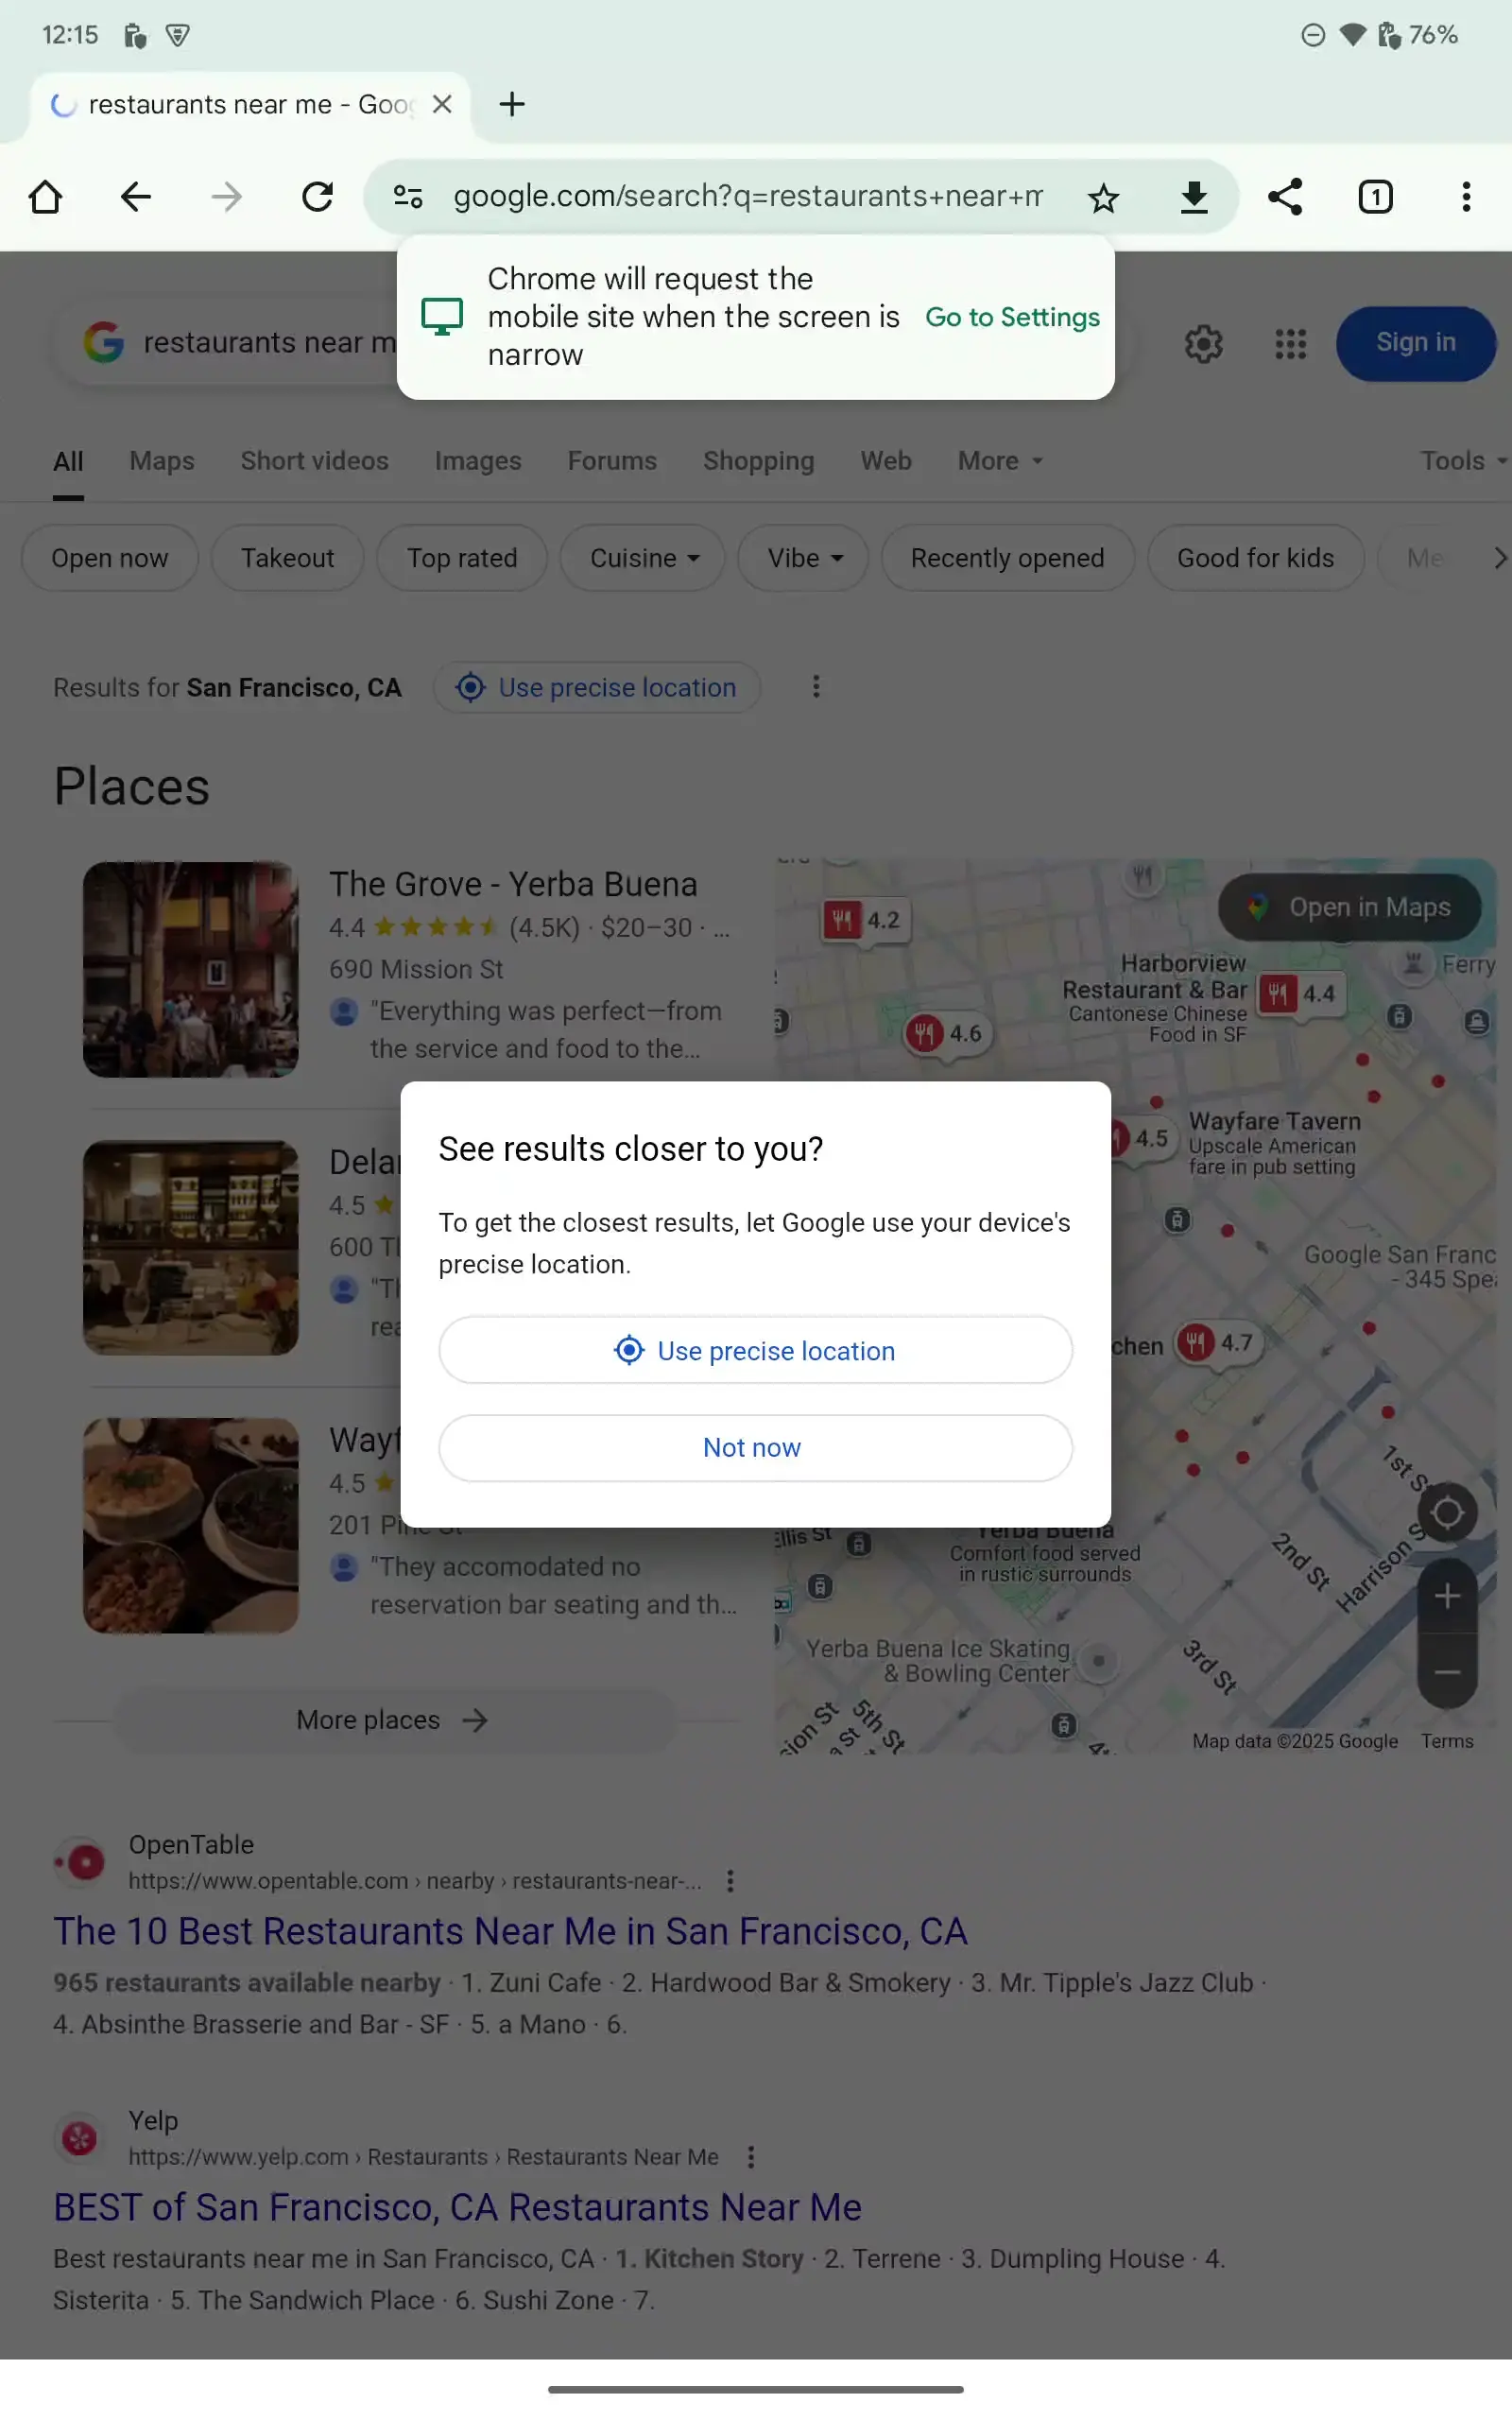 12:15
76%
restaurants near me - Goo
google.com/search?q=restaurants+near+m
1
Chrome will request the
mobile site when the screen is
narrow
Go to Settings
restaurants near m
Sign in
All Maps Short videos Images Forums Shopping Web More Tools
Open now Takeout Top rated Cuisine Vibe Recently opened Good for kids Me
Results for San Francisco, CA Use precise location
Places
The Grove - Yerba Buena
4.4 (4.5K) · $20–30 · ...
690 Mission St
"Everything was perfect—from
the service and food to the...
4.2
Open in Maps
Harborview
Restaurant & Bar
Cantonese Chinese
Food in SF
4.4
Ferry
4.6
4.5
Wayfare Tavern
Upscale American
fare in pub setting
Google San Franc
- 345 Spea
chen
4.7
Dela
4.5
600 T
"Th
rea
See results closer to you?
To get the closest results, let Google use your device's
precise location.
Use precise location
Not now
Wayf
4.5
201 Pine St
"They accomodated no
reservation bar seating and th...
Ellis St
Yerba Buena
Comfort food served
in rustic surrounds
1st S
2nd St
Harrison S
3rd St
Yerba Buena Ice Skating
& Bowling Center
sion St
5th St
a St
4t
Map data ©2025 Google Terms
More places
OpenTable
https://www.opentable.com › nearby › restaurants-near-...
The 10 Best Restaurants Near Me in San Francisco, CA
965 restaurants available nearby · 1. Zuni Cafe · 2. Hardwood Bar & Smokery · 3. Mr. Tipple's Jazz Club ·
4. Absinthe Brasserie and Bar - SF · 5. a Mano · 6.
Yelp
https://www.yelp.com › Restaurants › Restaurants Near Me
BEST of San Francisco, CA Restaurants Near Me
Best restaurants near me in San Francisco, CA · 1. Kitchen Story · 2. Terrene · 3. Dumpling House · 4.
Sisterita · 5. The Sandwich Place · 6. Sushi Zone · 7.